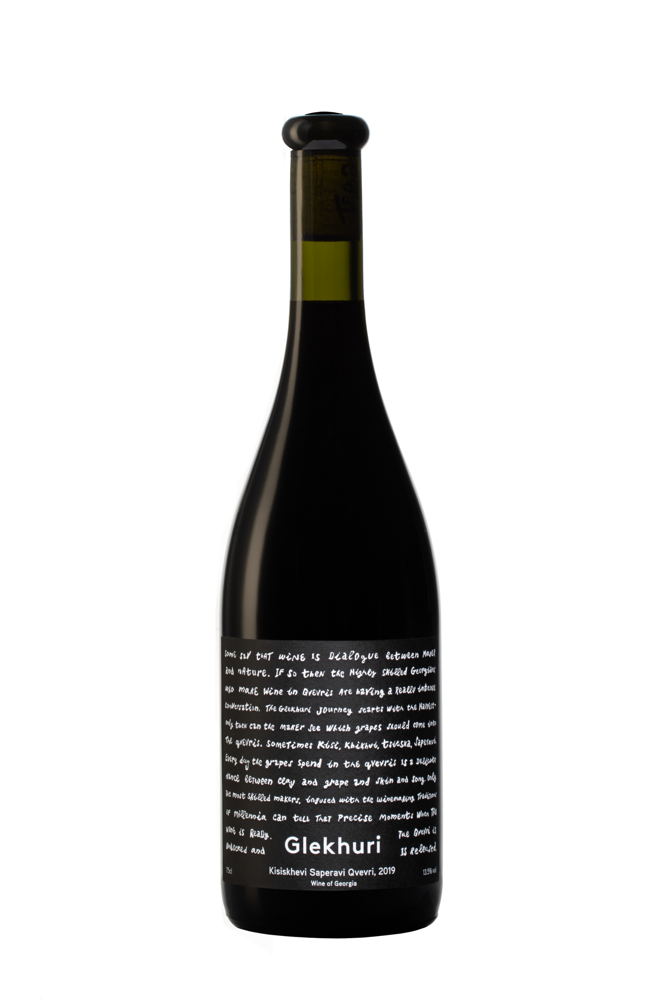 Some say that wine is Dialogue Between Maker
and nature. If so then the Highly skilled Georgians
who make wine in Qvevris Are having a Really intense
conversation. The Glekhuri Journey starts with the Harvest-
only then can the maker see which grapes should come into
The qvevris. sometimes Kisi, Khikhvi, tsitska, Saperavi.
Every day the grapes spend in the qvevris is a Delicate
dance between clay and grape and skin and song. Only
The most skilled makers, infused with the winemaking Traditions
of millennia can tell That Precise Moments When The
Wine is Ready. The Qvevri is
Unlocked and Glekhuri Is Released.
75cl Kisiskhevi Saperavi Qvevri, 2019 13.5% vol
Wine of Georgia